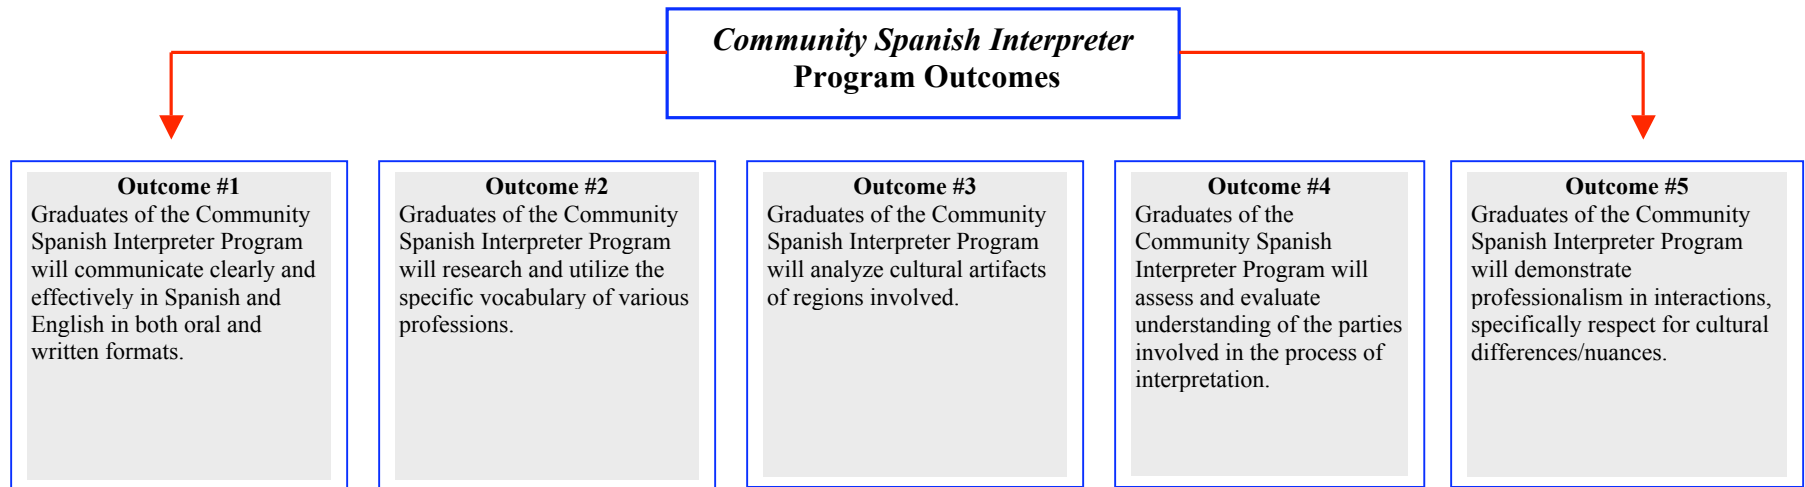 Community Spanish Interpreter
Program Outcomes
Outcome #1
Graduates of the Community
Spanish Interpreter Program
will communicate clearly and
effectively in Spanish and
English in both oral and
written formats.
Outcome #2
Graduates of the Community
Spanish Interpreter Program
will research and utilize the
specific vocabulary of various
professions.
Outcome #3
Graduates of the Community
Spanish Interpreter Program
will analyze cultural artifacts
of regions involved.
Outcome #4
Graduates of the
Community Spanish
Interpreter Program will
assess and evaluate
understanding of the parties
involved in the process of
interpretation.
Outcome #5
Graduates of the Community
Spanish Interpreter Program
will demonstrate
professionalism in interactions,
specifically respect for cultural
differences/nuances.